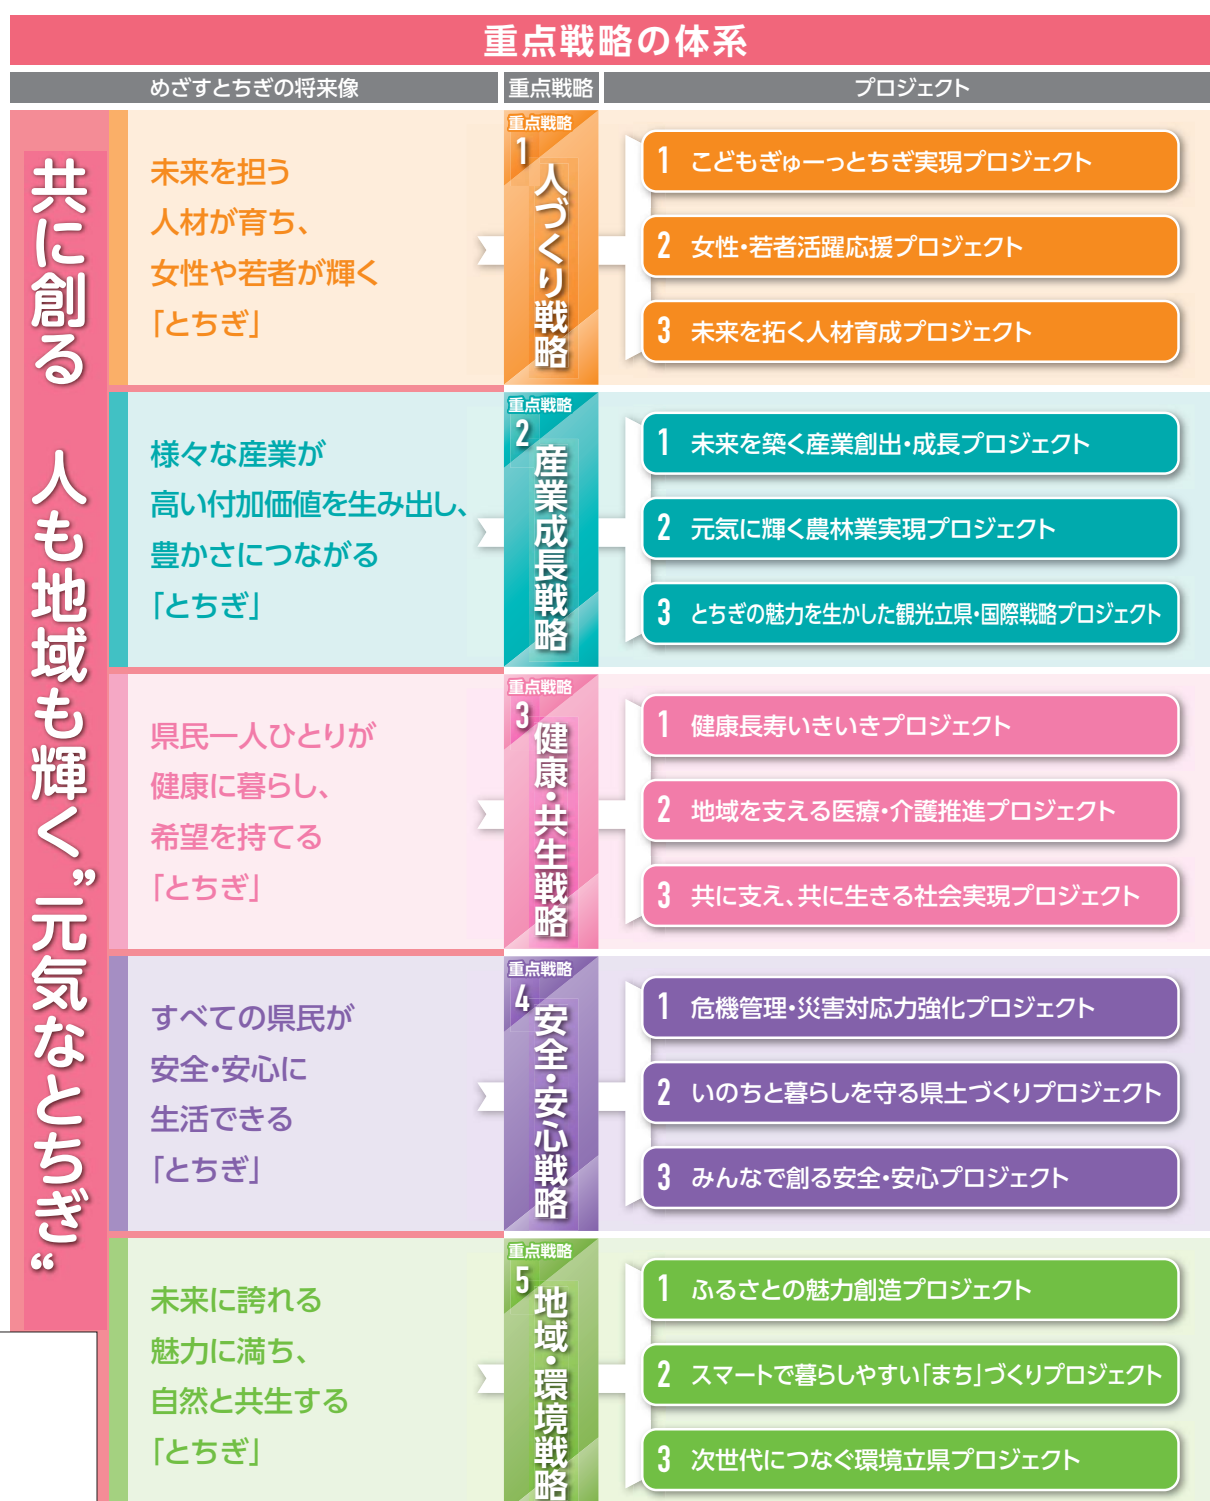 重点戦略の体系
めざすとちぎの将来像
重点戦略
プロジェクト
共に創る 人も地域も輝く〝元気なとちぎ〟
未来を担う
人材が育ち、
女性や若者が輝く
「とちぎ」
重点戦略
1
人づくり戦略
1 こどもぎゅーっとちぎ実現プロジェクト
2 女性・若者活躍応援プロジェクト
3 未来を拓く人材育成プロジェクト
様々な産業が
高い付加価値を生み出し、
豊かさにつながる
「とちぎ」
重点戦略
2
産業成長戦略
1 未来を築く産業創出・成長プロジェクト
2 元気に輝く農林業実現プロジェクト
3 とちぎの魅力を生かした観光立県・国際戦略プロジェクト
県民一人ひとりが
健康に暮らし、
希望を持てる
「とちぎ」
重点戦略
3
健康・共生戦略
1 健康長寿いきいきプロジェクト
2 地域を支える医療・介護推進プロジェクト
3 共に支え、共に生きる社会実現プロジェクト
すべての県民が
安全・安心に
生活できる
「とちぎ」
重点戦略
4
安全・安心戦略
1 危機管理・災害対応力強化プロジェクト
2 いのちと暮らしを守る県土づくりプロジェクト
3 みんなで創る安全・安心プロジェクト
未来に誇れる
魅力に満ち、
自然と共生する
「とちぎ」
重点戦略
5
地域・環境戦略
1 ふるさとの魅力創造プロジェクト
2 スマートで暮らしやすい「まち」づくりプロジェクト
3 次世代につなぐ環境立県プロジェクト